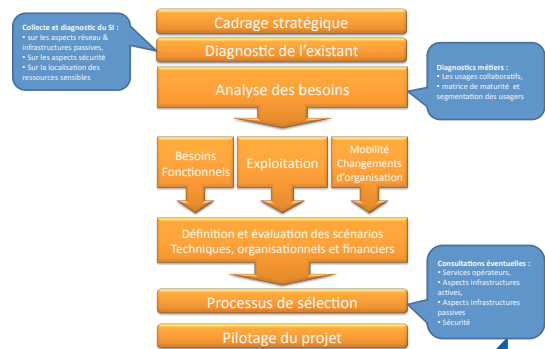 Cadrage stratégique
Collecte et diagnostic du SI :
• sur les aspects réseau &
infrastructures passives,
• Sur les aspects sécurité
• Sur la localisation des
ressources sensibles
Diagnostic de l'existant
Analyse des besoins
Diagnostics métiers :
• Les usages collaboratifs,
• matrice de maturité et
segmentation des usagers
Besoins
Fonctionnels
Exploitation
Mobilité
Changements
d'organisation
Définition et évaluation des scénarios
Techniques, organisationnels et financiers
Consultations éventuelles :
• Services opérateurs,
• Aspects infrastructures
actives,
• Aspects infrastructures
passives
• Sécurité
Processus de sélection
Pilotage du projet